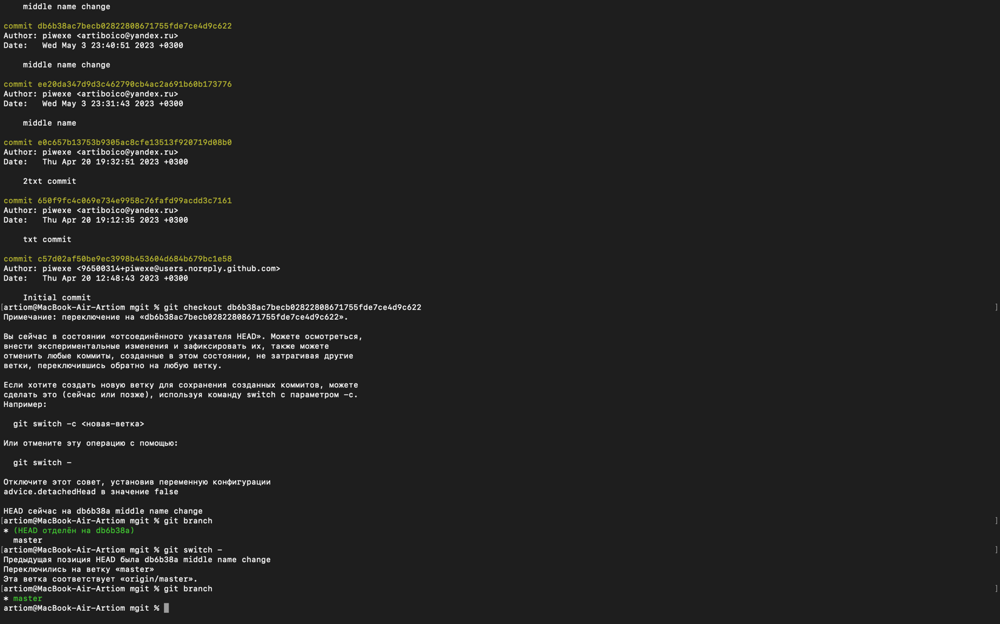 middle name change
commit db6b38ac7becb02822808671755fde7ce4d9c622
Author: piwexe <artiboico@yandex.ru>
Date:   Wed May 3 23:40:51 2023 +0300
middle name change
commit ee20da347d9d3c462790cb4ac2a691b60b173776
Author: piwexe <artiboico@yandex.ru>
Date:   Wed May 3 23:31:43 2023 +0300
middle name
commit e0c657b13753b9305ac8cfe13513f920719d08b0
Author: piwexe <artiboico@yandex.ru>
Date:   Thu Apr 20 19:32:51 2023 +0300
2txt commit
commit 650f9fc4c069e734e9958c76fafd99acdd3c7161
Author: piwexe <artiboico@yandex.ru>
Date:   Thu Apr 20 19:12:35 2023 +0300
txt commit
commit c57d02af50be9ec3998b453604d684b679bc1e58
Author: piwexe <96500314+piwexe@users.noreply.github.com>
Date:   Thu Apr 20 12:48:43 2023 +0300
Initial commit
[artiom@MacBook-Air-Artiom mgit % git checkout db6b38ac7becb02822808671755fde7ce4d9c622 ]
Примечание: переключение на «db6b38ac7becb02822808671755fde7ce4d9c622».
Вы сейчас в состоянии «отсоединённого указателя HEAD». Можете осмотреться,
внести экспериментальные изменения и зафиксировать их, также можете
отменить любые коммиты, созданные в этом состоянии, не затрагивая другие
ветки, переключившись обратно на любую ветку.
Если хотите создать новую ветку для сохранения созданных коммитов, можете
сделать это (сейчас или позже), используя команду switch с параметром -c.
Например:
git switch -c <новая-ветка>
Или отмените эту операцию с помощью:
git switch -
Отключите этот совет, установив переменную конфигурации
advice.detachedHead в значение false
HEAD сейчас на db6b38a middle name change
[artiom@MacBook-Air-Artiom mgit % git branch ]
* (HEAD отделён на db6b38a)
master
[artiom@MacBook-Air-Artiom mgit % git switch - ]
Предыдущая позиция HEAD была db6b38a middle name change
Переключились на ветку «master»
Эта ветка соответствует «origin/master».
[artiom@MacBook-Air-Artiom mgit % git branch ]
* master
artiom@MacBook-Air-Artiom mgit %